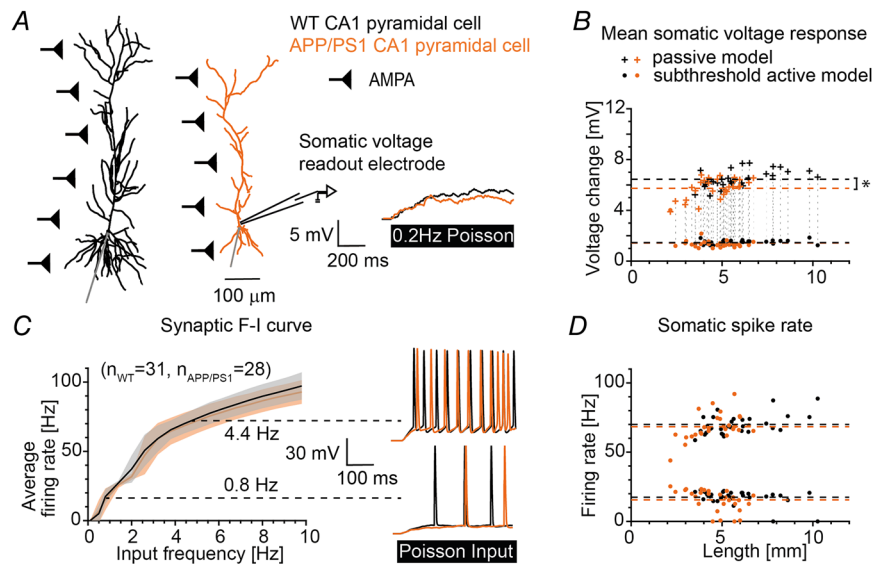 A
WT CA1 pyramidal cell
APP/PS1 CA1 pyramidal cell
AMPA
Somatic voltage
readout electrode
5 mV
200 ms
0.2Hz Poisson
100 μm
B
Mean somatic voltage response
passive model
subthreshold active model
Voltage change [mV]
12
8
4
0
0
5
10
*
C
Synaptic F-I curve
(nWT=31, nAPP/PS1=28)
Average
firing rate [Hz]
100
50
0
0
2
4
6
8
10
Input frequency [Hz]
4.4 Hz
0.8 Hz
30 mV
100 ms
Poisson Input
D
Somatic spike rate
Firing rate [Hz]
100
50
0
0
5
10
Length [mm]